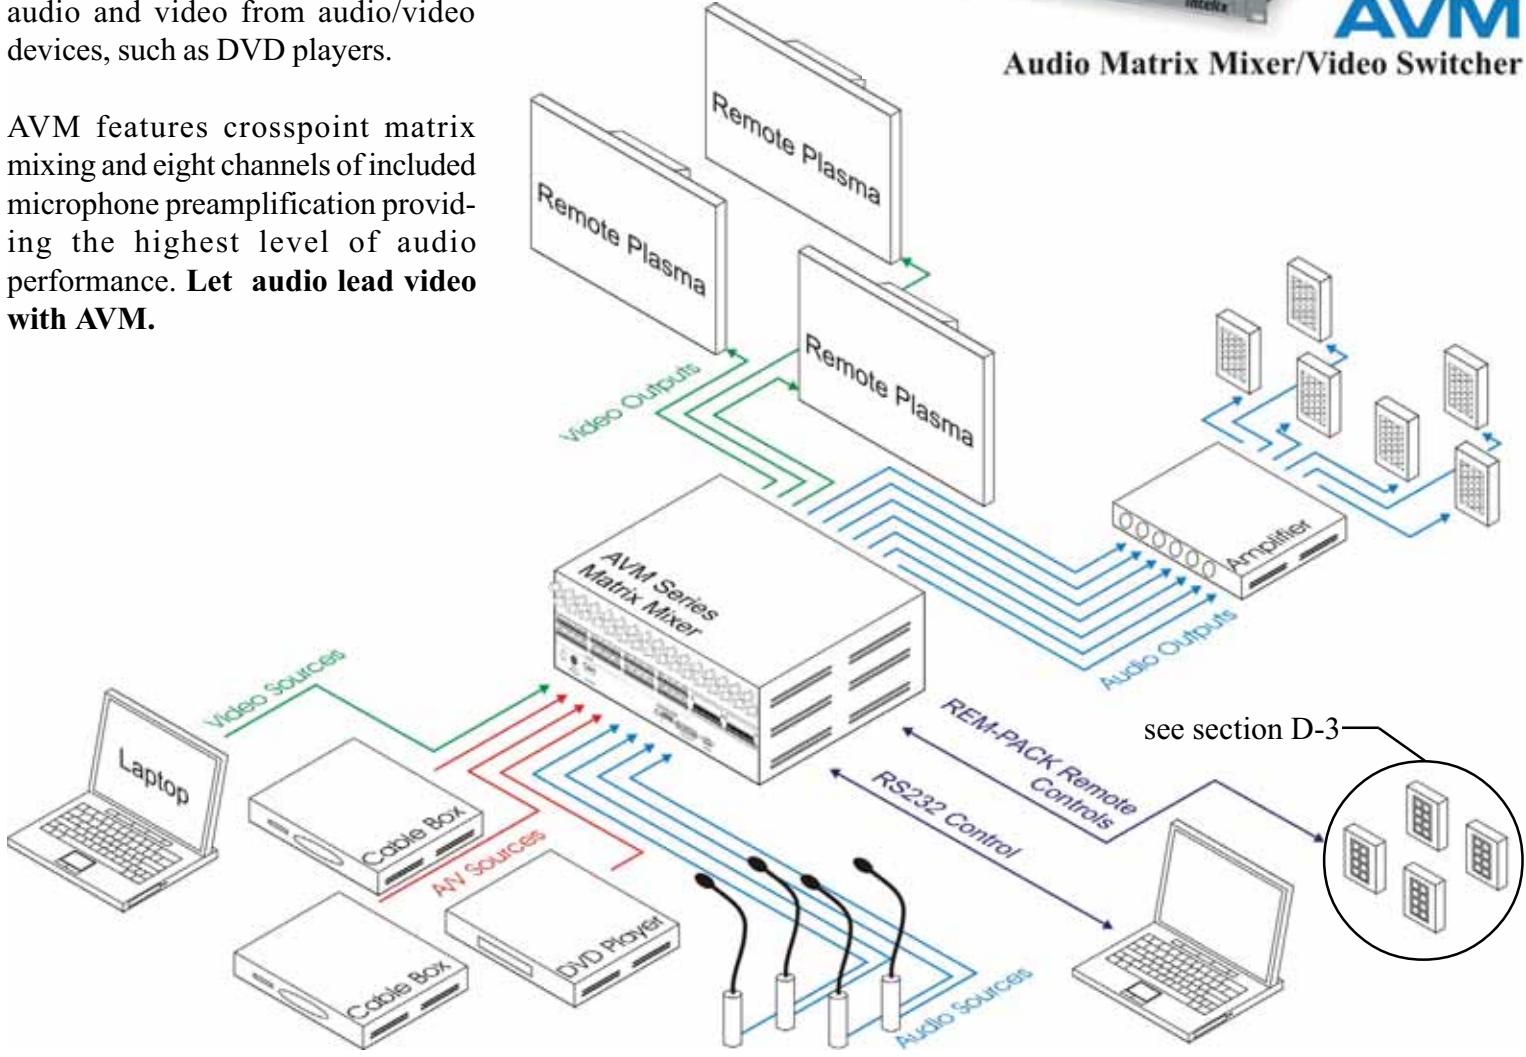 audio and video from audio/video
devices, such as DVD players.
AVM features crosspoint matrix
mixing and eight channels of included
microphone preamplification provid-
ing the highest level of audio
performance. Let audio lead video
with AVM.
intelix
AVM
Audio Matrix Mixer/Video Switcher
Remote Plasma
Remote Plasma
Remote Plasma
Video Outputs
Amplifier
AVM Series
Matrix Mixer
Audio Outputs
Video Sources
Laptop
Cable Box
A/V Sources
Cable Box
DVD Player
Audio Sources
REM-PACK Remote
Controls
RS232 Control
see section D-3